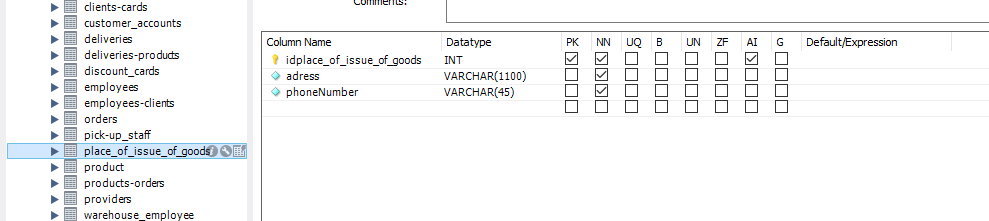 clients-cards
customer_accounts
deliveries
deliveries-products
discount_cards
employees
employees-clients
orders
pick-up_staff
place_of_issue_of_goods
product
products-orders
providers
warehouse_employee
Comments:
Column Name Datatype PK NN UQ B UN ZF AI G Default/Expression
idplace_of_issue_of_goods INT
adress VARCHAR(1100)
phoneNumber VARCHAR(45)